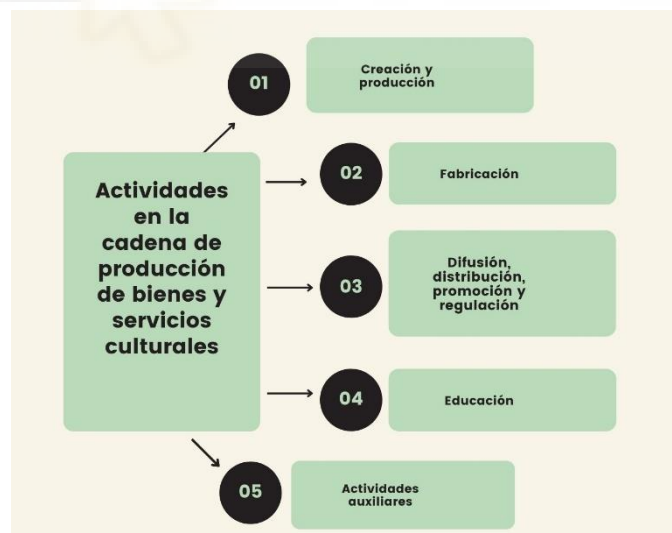 01
Creación y
producción
Actividades
en la
cadena de
producción
de bienes y
servicios
culturales
02
Fabricación
03
Difusión,
distribución,
promoción y
regulación
04
Educación
05
Actividades
auxiliares